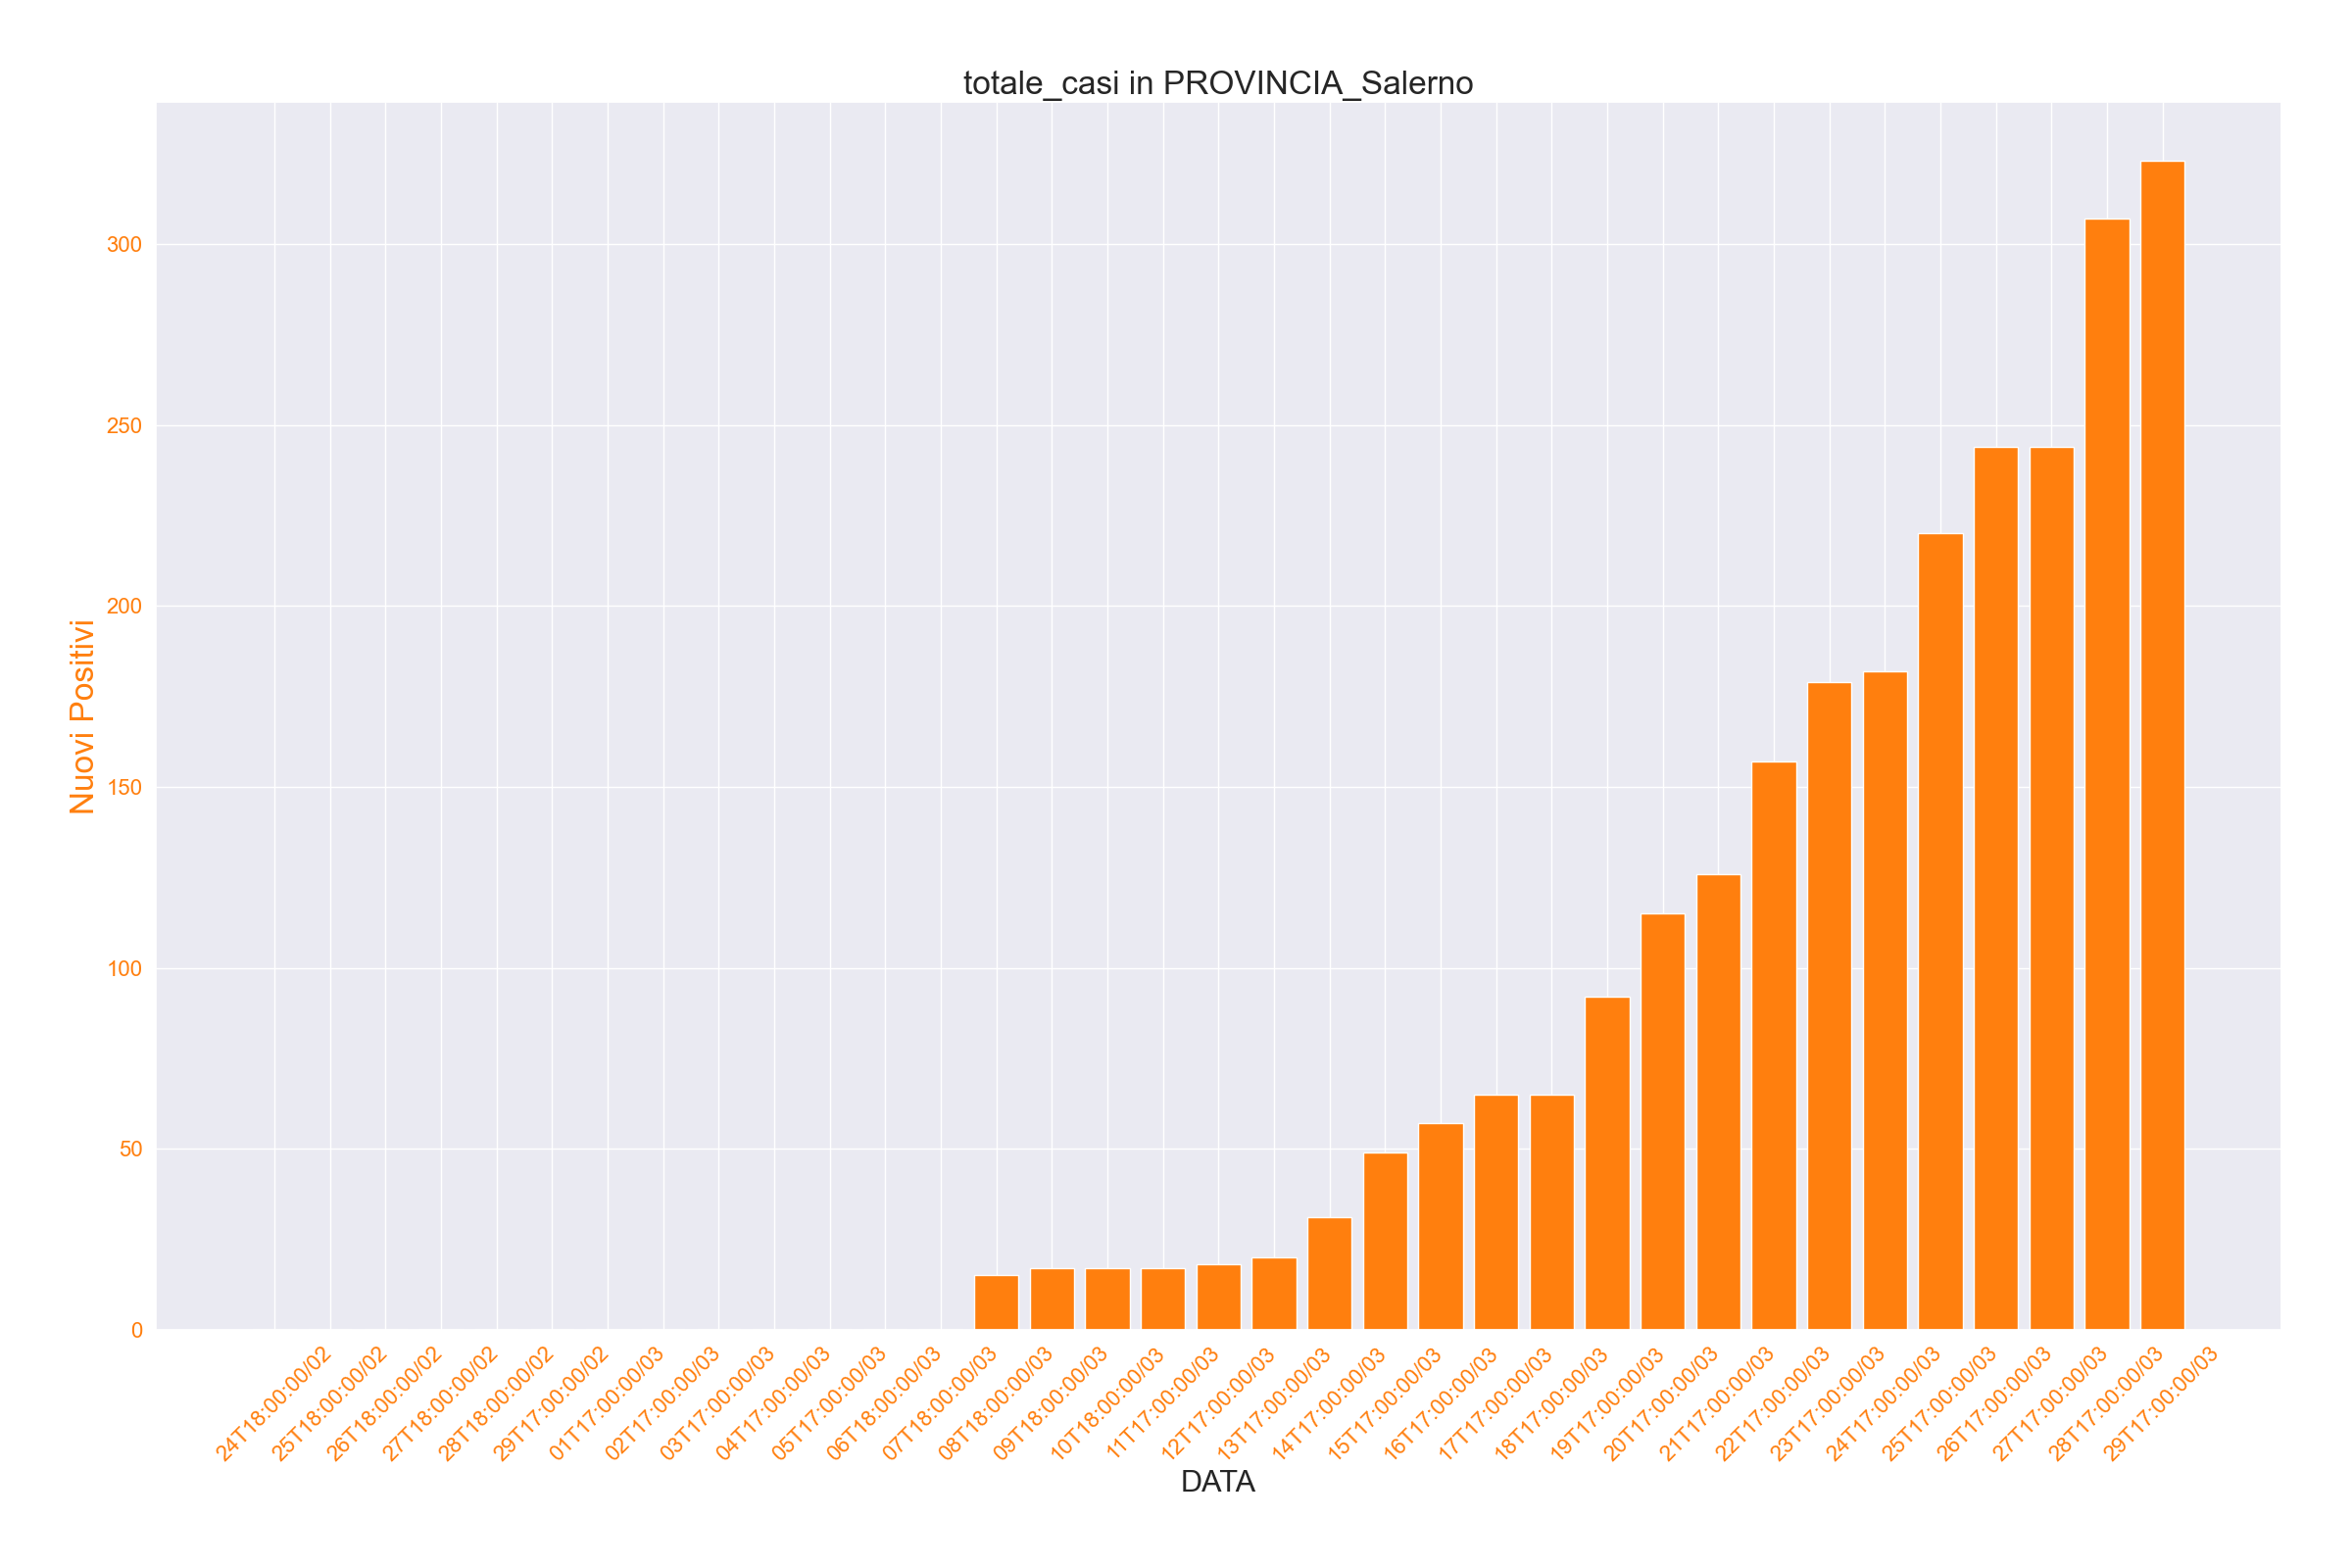 totale_casi in PROVINCIA_Salerno
Nuovi Positivi
300
250
200
150
100
50
0
24T18:00:00/02
25T18:00:00/02
26T18:00:00/02
27T18:00:00/02
28T18:00:00/02
29T17:00:00/02
01T17:00:00/03
02T17:00:00/03
03T17:00:00/03
04T17:00:00/03
05T17:00:00/03
06T18:00:00/03
07T18:00:00/03
08T18:00:00/03
09T18:00:00/03
10T18:00:00/03
11T17:00:00/03
12T17:00:00/03
13T17:00:00/03
14T17:00:00/03
15T17:00:00/03
16T17:00:00/03
17T17:00:00/03
18T17:00:00/03
19T17:00:00/03
20T17:00:00/03
21T17:00:00/03
22T17:00:00/03
23T17:00:00/03
24T17:00:00/03
25T17:00:00/03
26T17:00:00/03
27T17:00:00/03
28T17:00:00/03
29T17:00:00/03
DATA